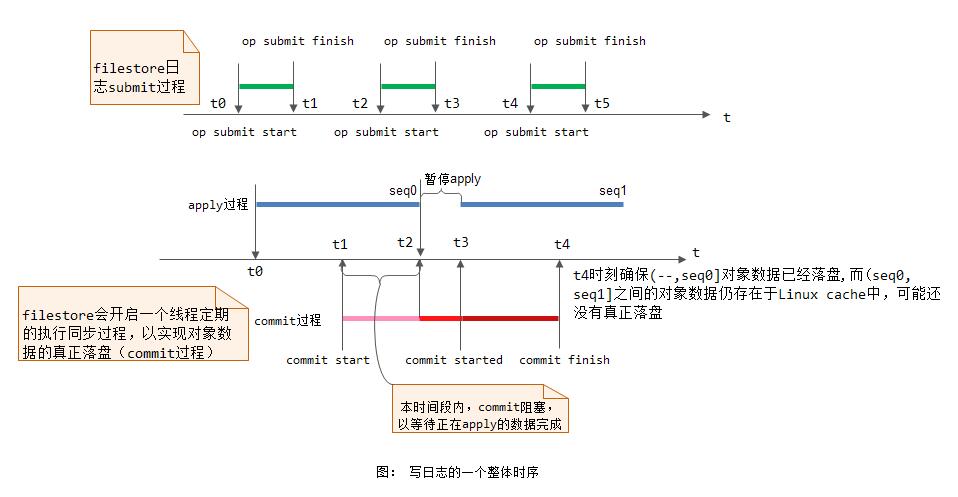 op submit finish op submit finish op submit finish
filestore日
志submit过程
t0 t1 t2 t3 t4 t5
t
op submit start op submit start op submit start
暂停apply
seq0 seq1
apply过程
t
t1 t2 t3 t4
t0
t4时刻确保(--,seq0]对象数据已经落盘,而(seq0,
seq1]之间的对象数据仍存在于Linux cache中，可能还
没有真正落盘
filestore会开启一个线程定期
的执行同步过程，以实现对象数
据的真正落盘（commit过程）
commit过程
commit start commit started commit finish
本时间段内，commit阻塞，
以等待正在apply的数据完成
图： 写日志的一个整体时序